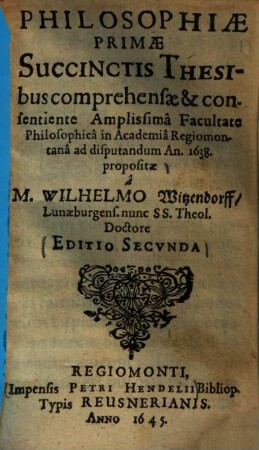 PHILOSOPHIÆ
PRIMÆ
SUCCINCTIS THESI-
bus comprehensæ & con-
sentiente Amplissimâ Facultate
Philosophicâ in Academiâ Regiomon-
tanâ ad disputandum An. 1638.
propositæ
â
M. WILHELMO Witzendorff/
Lunæburgens. nunc SS. Theol.
Doctore
(EDITIO SECVNDA)
REGIOMONTI,
Impensis PETRI HENDELII Bibliop.
Typis REUSNERIANIS.
ANNO 1645.